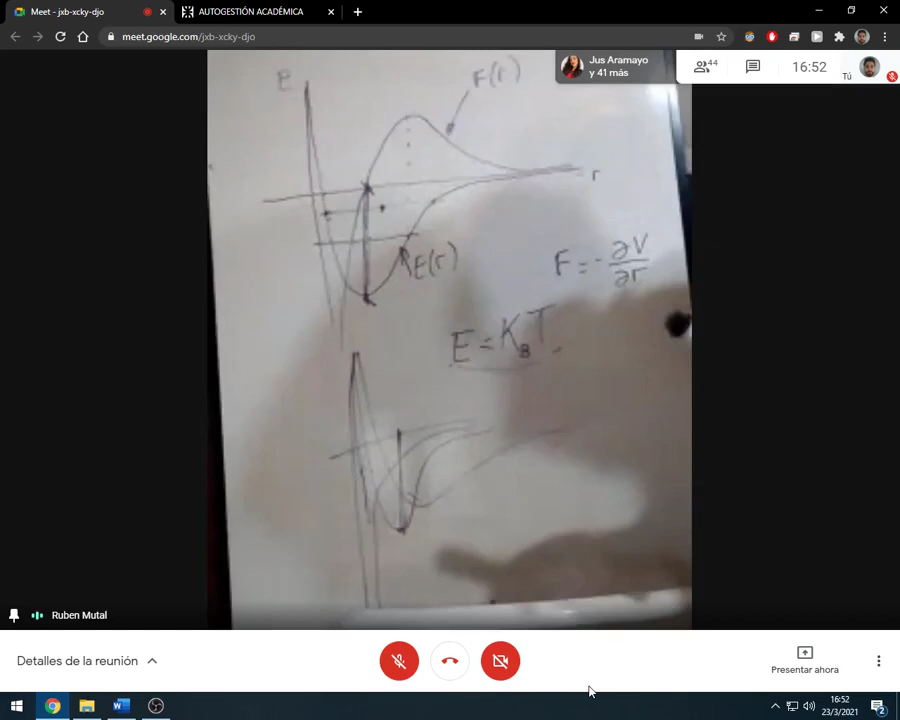 Meet - jxb-xcky-djo
AUTOGESTIÓN ACADÉMICA
meet.google.com/jxb-xcky-djo
Jus Aramayo
y 41 más
44
16:52
Tú
E
F(r)
r
E(r)
F = - ∂V/∂r
E = K_B T
Ruben Mutal
Detalles de la reunión
Presentar ahora
16:52
23/3/2021
2